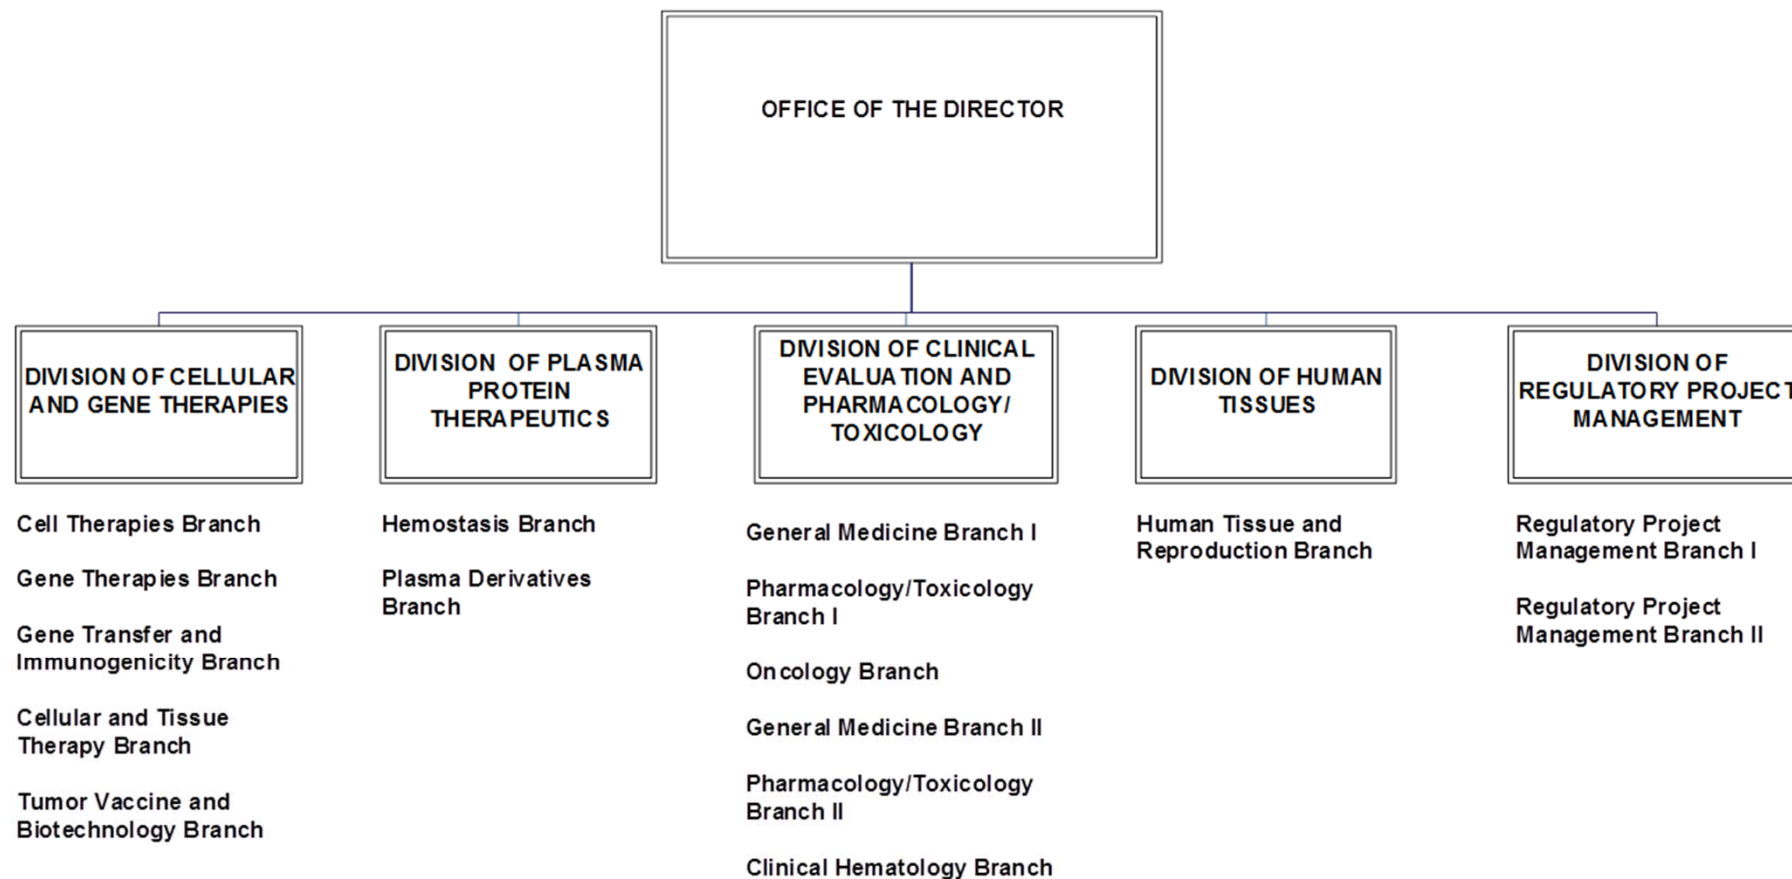 OFFICE OF THE DIRECTOR
DIVISION OF CELLULAR
AND GENE THERAPIES
DIVISION OF PLASMA
PROTEIN
THERAPEUTICS
DIVISION OF CLINICAL
EVALUATION AND
PHARMACOLOGY/
TOXICOLOGY
DIVISION OF HUMAN
TISSUES
DIVISION OF
REGULATORY PROJECT
MANAGEMENT
Cell Therapies Branch
Gene Therapies Branch
Gene Transfer and
Immunogenicity Branch
Cellular and Tissue
Therapy Branch
Tumor Vaccine and
Biotechnology Branch
Hemostasis Branch
Plasma Derivatives
Branch
General Medicine Branch I
Pharmacology/Toxicology
Branch I
Oncology Branch
General Medicine Branch II
Pharmacology/Toxicology
Branch II
Clinical Hematology Branch
Human Tissue and
Reproduction Branch
Regulatory Project
Management Branch I
Regulatory Project
Management Branch II